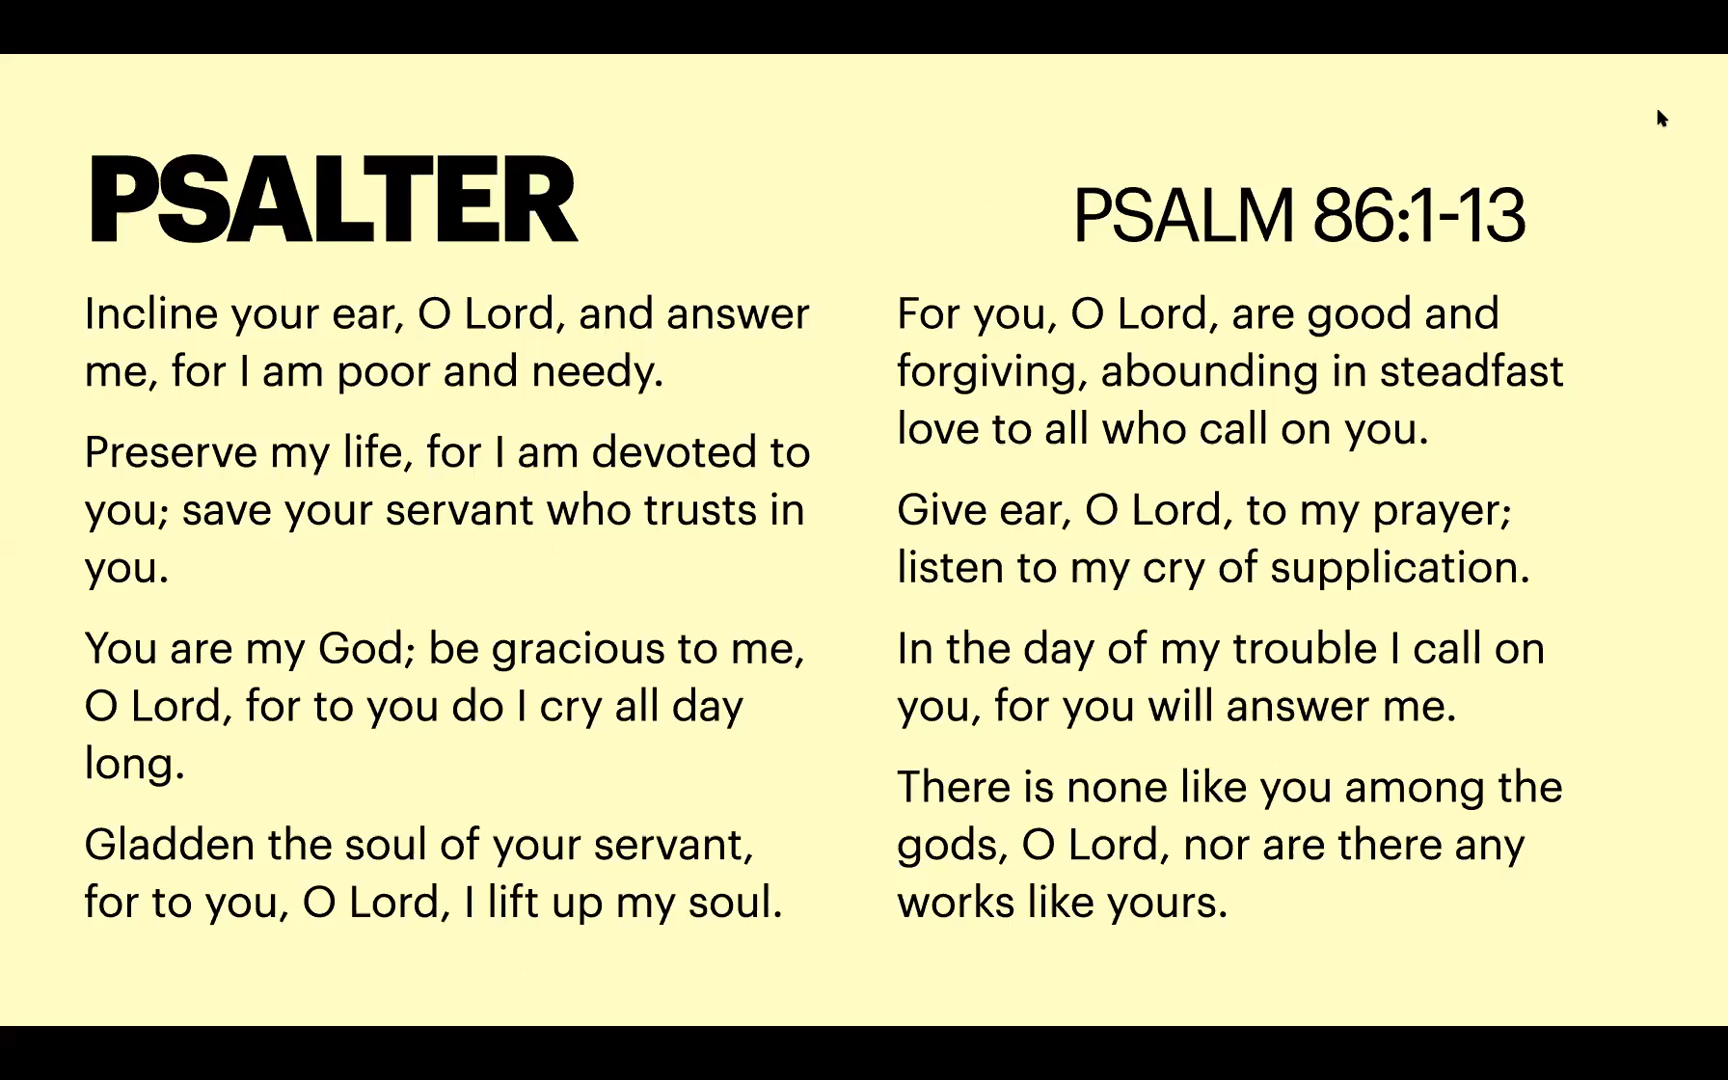 PSALTER
PSALM 86:1-13
Incline your ear, O Lord, and answer
me, for I am poor and needy.
Preserve my life, for I am devoted to
you; save your servant who trusts in
you.
You are my God; be gracious to me,
O Lord, for to you do I cry all day
long.
Gladden the soul of your servant,
for to you, O Lord, I lift up my soul.
For you, O Lord, are good and
forgiving, abounding in steadfast
love to all who call on you.
Give ear, O Lord, to my prayer;
listen to my cry of supplication.
In the day of my trouble I call on
you, for you will answer me.
There is none like you among the
gods, O Lord, nor are there any
works like yours.